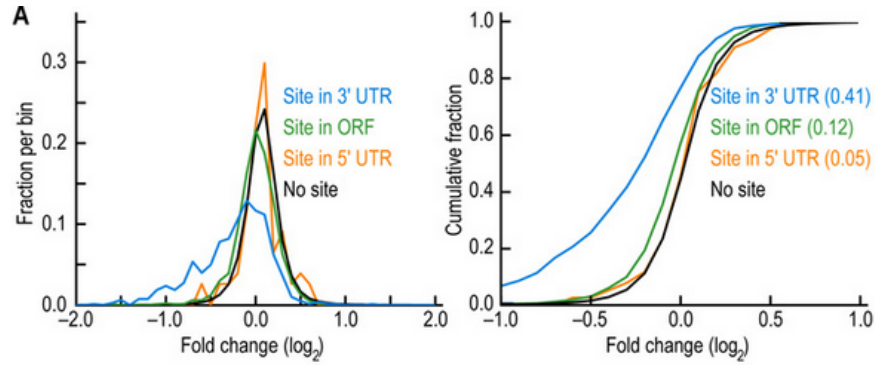 A
Fraction per bin
0.3
0.2
0.1
0.0
Site in 3' UTR
Site in ORF
Site in 5' UTR
No site
–2.0
–1.0
0.0
1.0
2.0
Fold change (log2)
Cumulative fraction
1.0
0.8
0.6
0.4
0.2
0.0
Site in 3' UTR (0.41)
Site in ORF (0.12)
Site in 5' UTR (0.05)
No site
–1.0
–0.5
0.0
0.5
1.0
Fold change (log2)